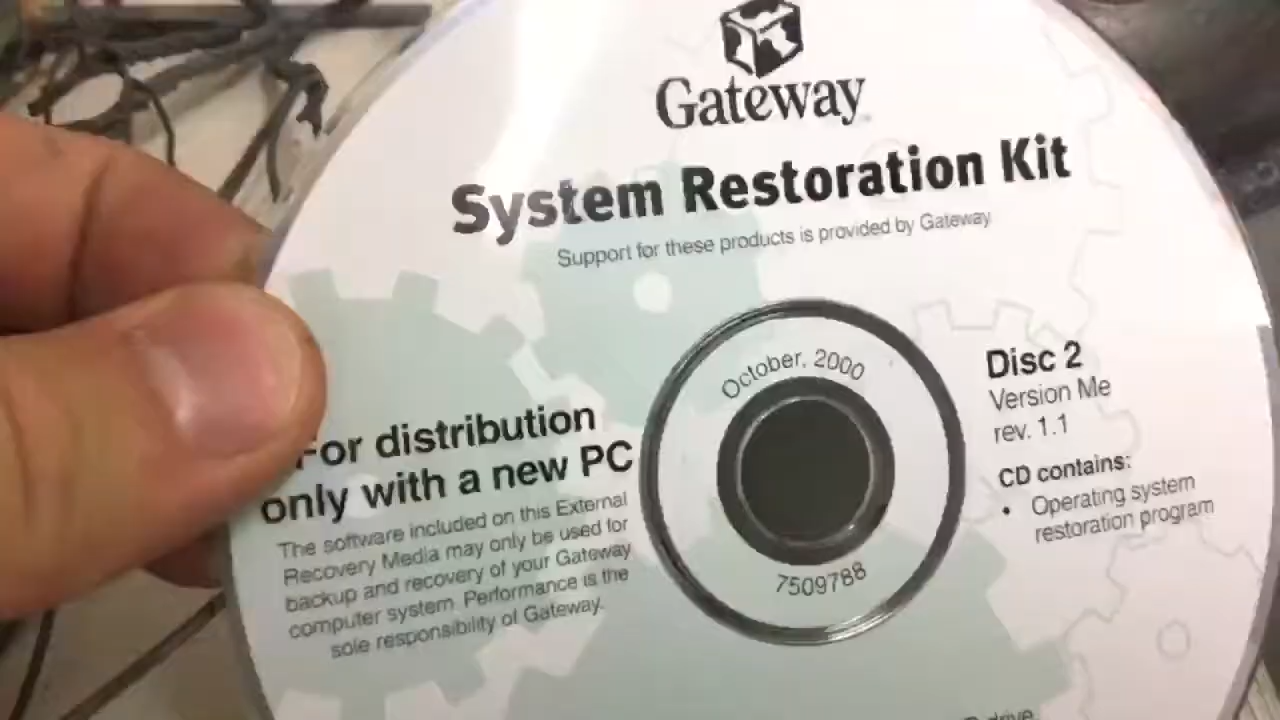 Gateway
System Restoration Kit
Support for these products is provided by Gateway
October, 2000
Disc 2
Version Me
rev. 1.1
CD contains:
• Operating system
restoration program
For distribution
only with a new PC
The software included on this External
Recovery Media may only be used for
backup and recovery of your Gateway
computer system. Performance is the
sole responsibility of Gateway.
7509788
drive